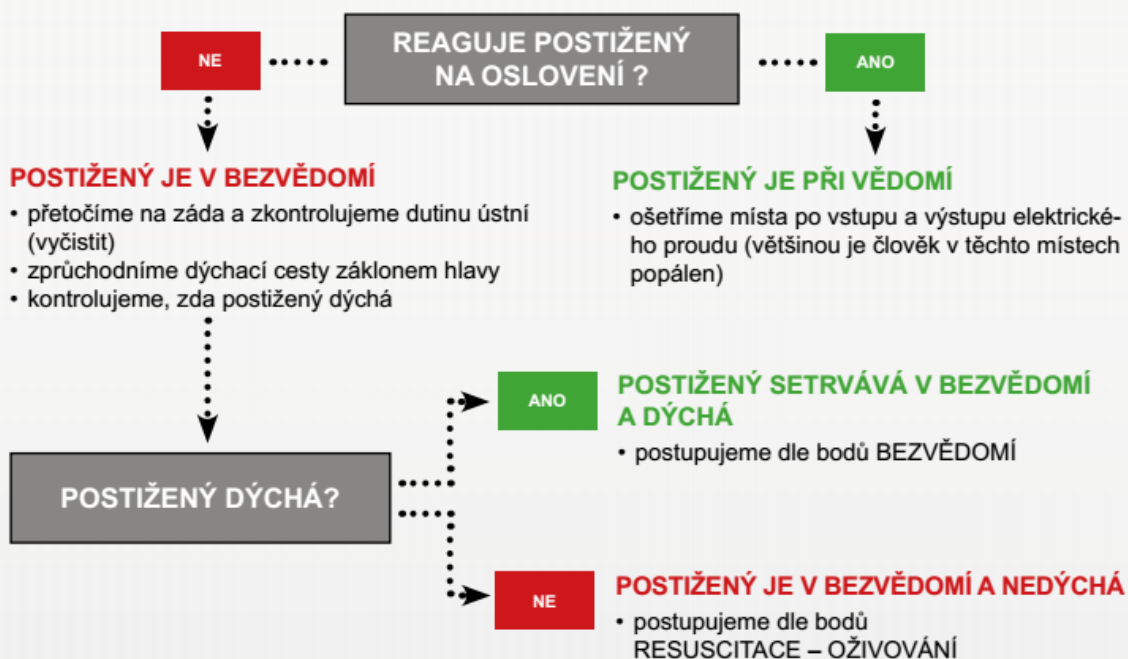 NE
REAGUJE POSTIŽENÝ
NA OSLOVENÍ ?
ANO
POSTIŽENÝ JE V BEZVĚDOMÍ
• přetočíme na záda a zkontrolujeme dutinu ústní
(vyčistit)
• zprůchodníme dýchací cesty záklonem hlavy
• kontrolujeme, zda postižený dýchá
POSTIŽENÝ JE PŘI VĚDOMÍ
• ošetříme místa po vstupu a výstupu elektrické-
ho proudu (většinou je člověk v těchto místech
popálen)
POSTIŽENÝ DÝCHÁ?
ANO
POSTIŽENÝ SETRVÁVÁ V BEZVĚDOMÍ
A DÝCHÁ
• postupujeme dle bodů BEZVĚDOMÍ
NE
POSTIŽENÝ JE V BEZVĚDOMÍ A NEDÝCHÁ
• postupujeme dle bodů
RESUSCITACE – OŽIVOVÁNÍ